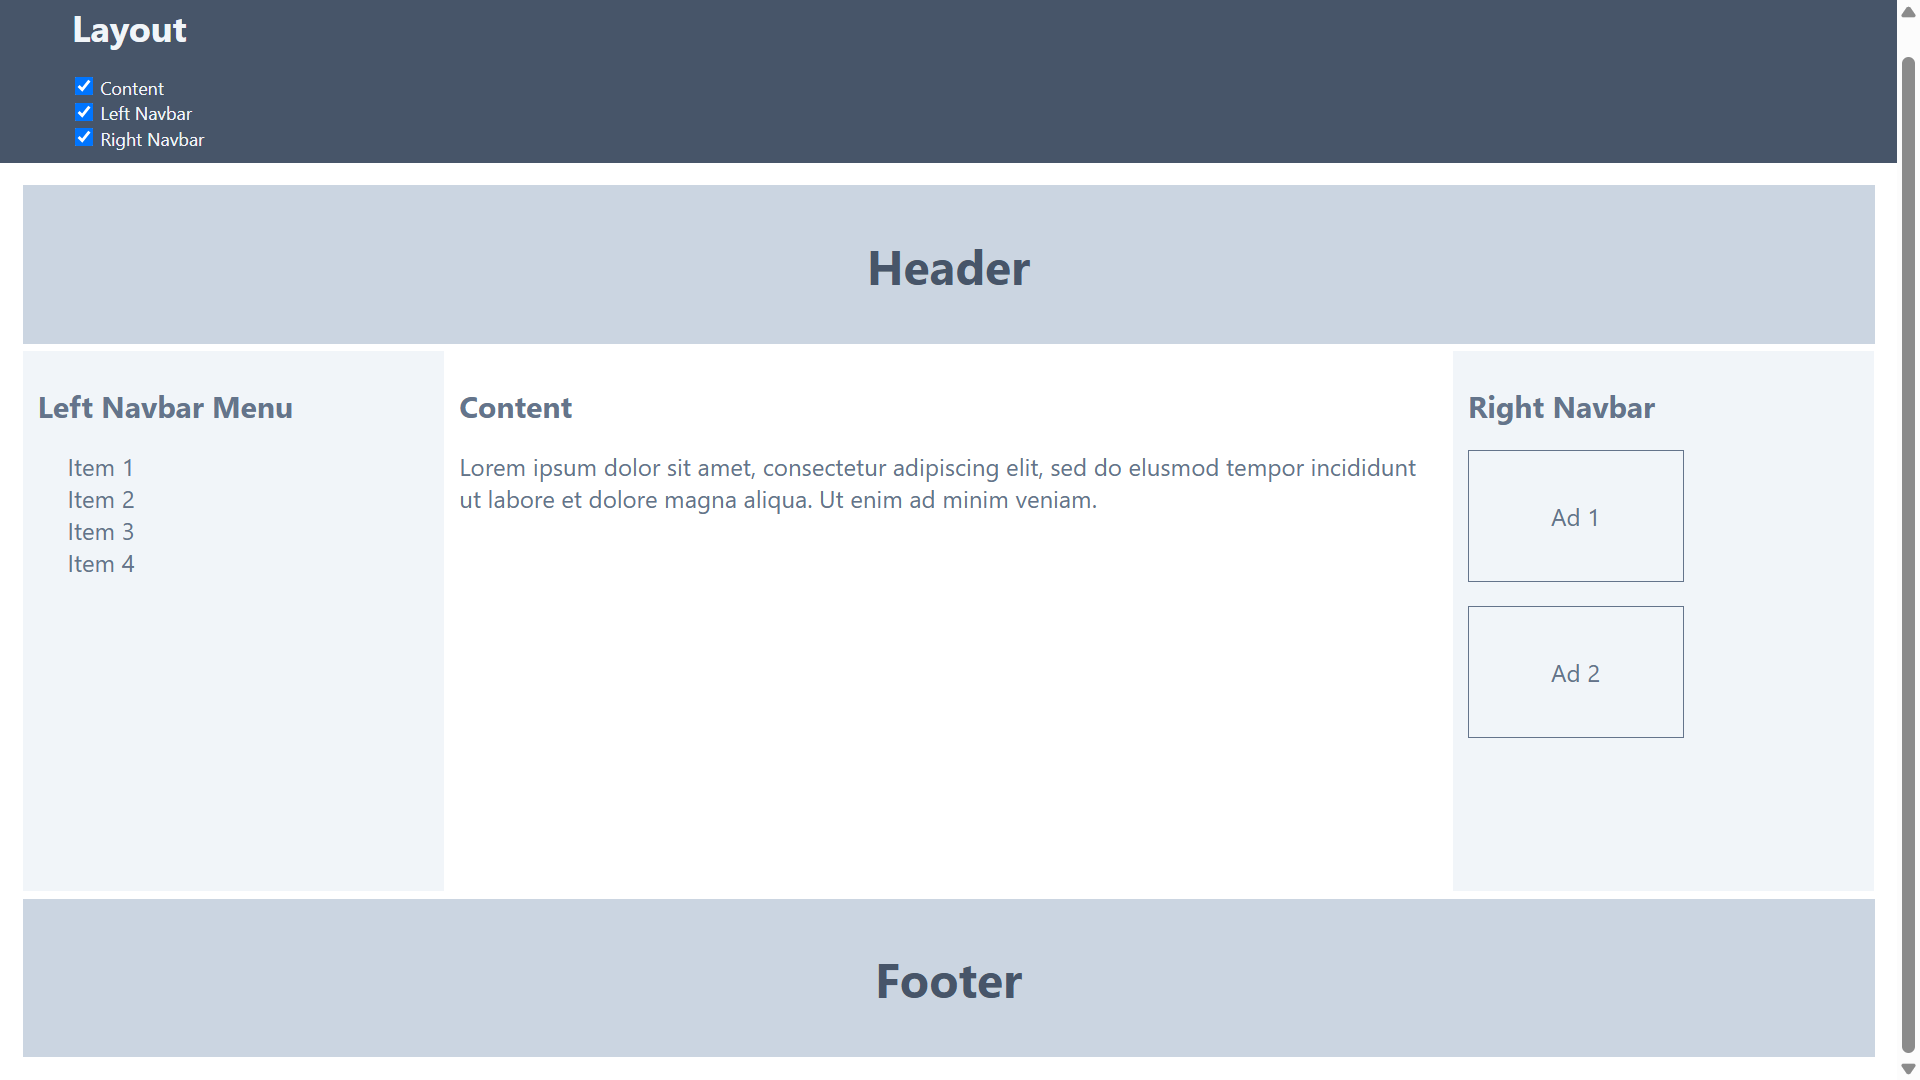 Layout
Content
Left Navbar
Right Navbar
Header
Left Navbar Menu
Item 1
Item 2
Item 3
Item 4
Content
Lorem ipsum dolor sit amet, consectetur adipiscing elit, sed do elusmod tempor incididunt
ut labore et dolore magna aliqua. Ut enim ad minim veniam.
Right Navbar
Ad 1
Ad 2
Footer